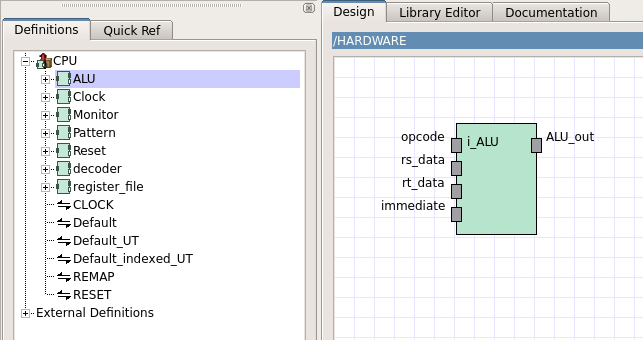 Definitions
Quick Ref
CPU
ALU
Clock
Monitor
Pattern
Reset
decoder
register_file
CLOCK
Default
Default_UT
Default_indexed_UT
REMAP
RESET
External Definitions
Design
Library Editor
Documentation
/HARDWARE
opcode
rs_data
rt_data
immediate
i_ALU
ALU_out